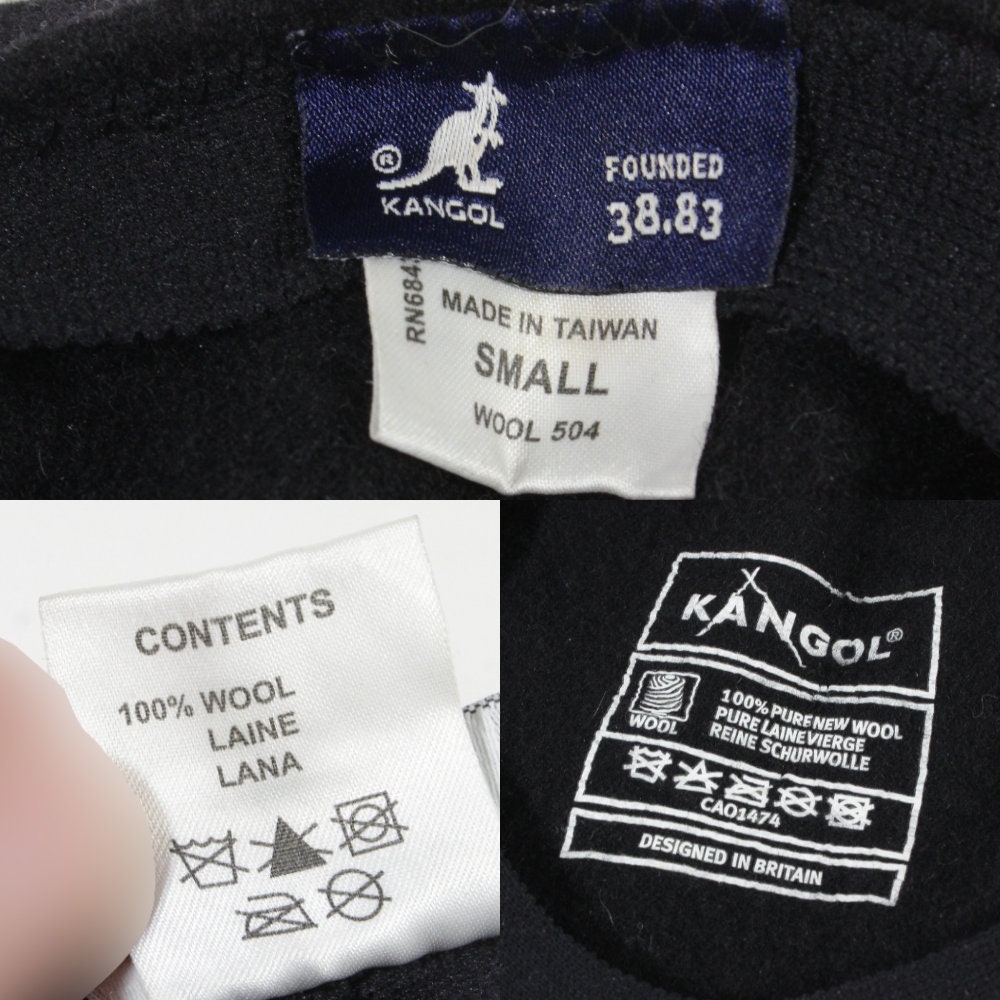 ®
KANGOL
FOUNDED
38.83
MADE IN TAIWAN
SMALL
WOOL 504
CONTENTS
100% WOOL
LAINE
LANA
KANGOL®
WOOL
100% PURE NEW WOOL
PURE LAINE VIERGE
REINE SCHURWOLLE
CA01474
DESIGNED IN BRITAIN